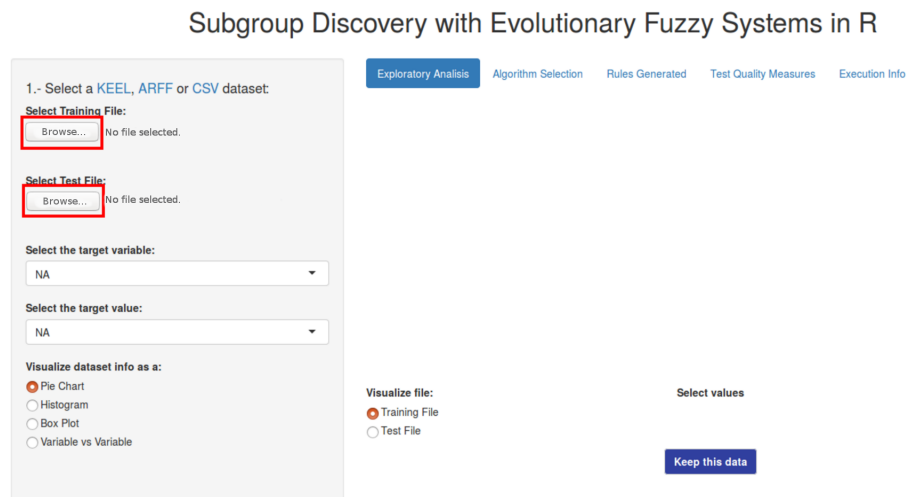 Subgroup Discovery with Evolutionary Fuzzy Systems in R
1.- Select a KEEL, ARFF or CSV dataset:
Select Training File:
Browse... No file selected.
Select Test File:
Browse... No file selected.
Select the target variable:
NA
Select the target value:
NA
Visualize dataset info as a:
Pie Chart
Histogram
Box Plot
Variable vs Variable
Exploratory Analisis Algorithm Selection Rules Generated Test Quality Measures Execution Info
Visualize file:
Training File
Test File
Select values
Keep this data